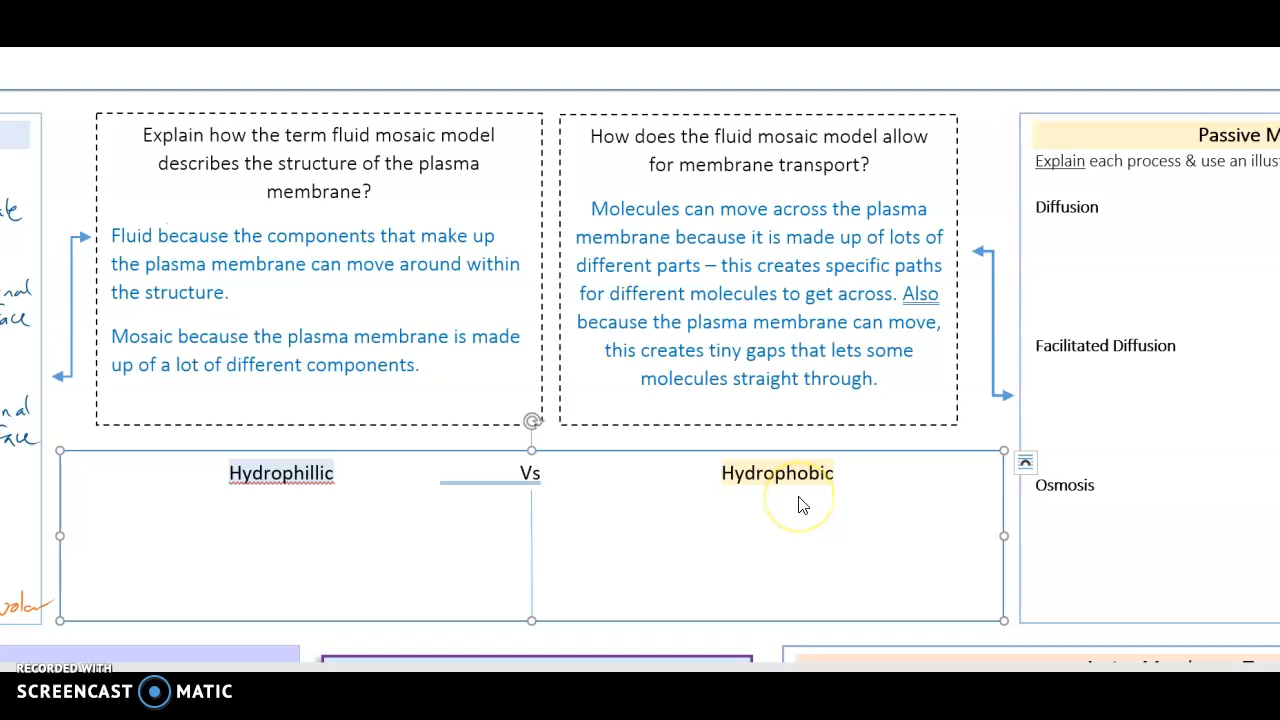 Explain how the term fluid mosaic model
describes the structure of the plasma
membrane?
Fluid because the components that make up
the plasma membrane can move around within
the structure.
Mosaic because the plasma membrane is made
up of a lot of different components.
How does the fluid mosaic model allow
for membrane transport?
Molecules can move across the plasma
membrane because it is made up of lots of
different parts – this creates specific paths
for different molecules to get across. Also
because the plasma membrane can move,
this creates tiny gaps that lets some
molecules straight through.
Passive M
Explain each process & use an illus
Diffusion
Facilitated Diffusion
Osmosis
Hydrophillic
Vs
Hydrophobic
RECORDED WITH
SCREENCAST MATIC